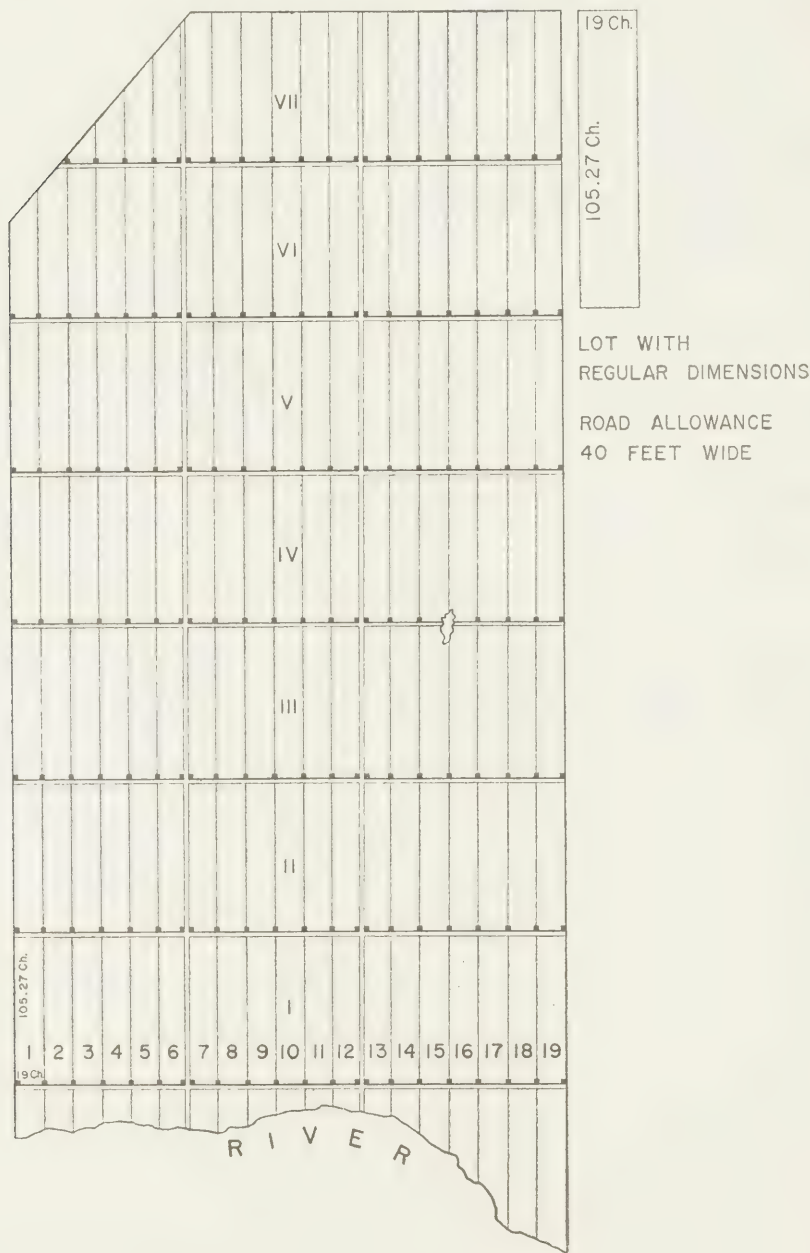 19 Ch.
105.27 Ch.
VII
VI
LOT WITH
REGULAR DIMENSIONS
V
ROAD ALLOWANCE
40 FEET WIDE
IV
III
II
105.27 Ch.
I
1 2 3 4 5 6 7 8 9 10 11 12 13 14 15 16 17 18 19
19 Ch.
RIVER